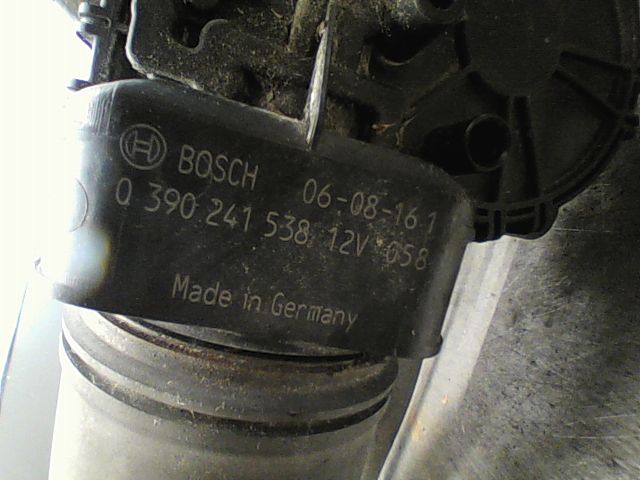 BOSCH 06-08-16 1
0 390 241 538 12V 058
Made in Germany